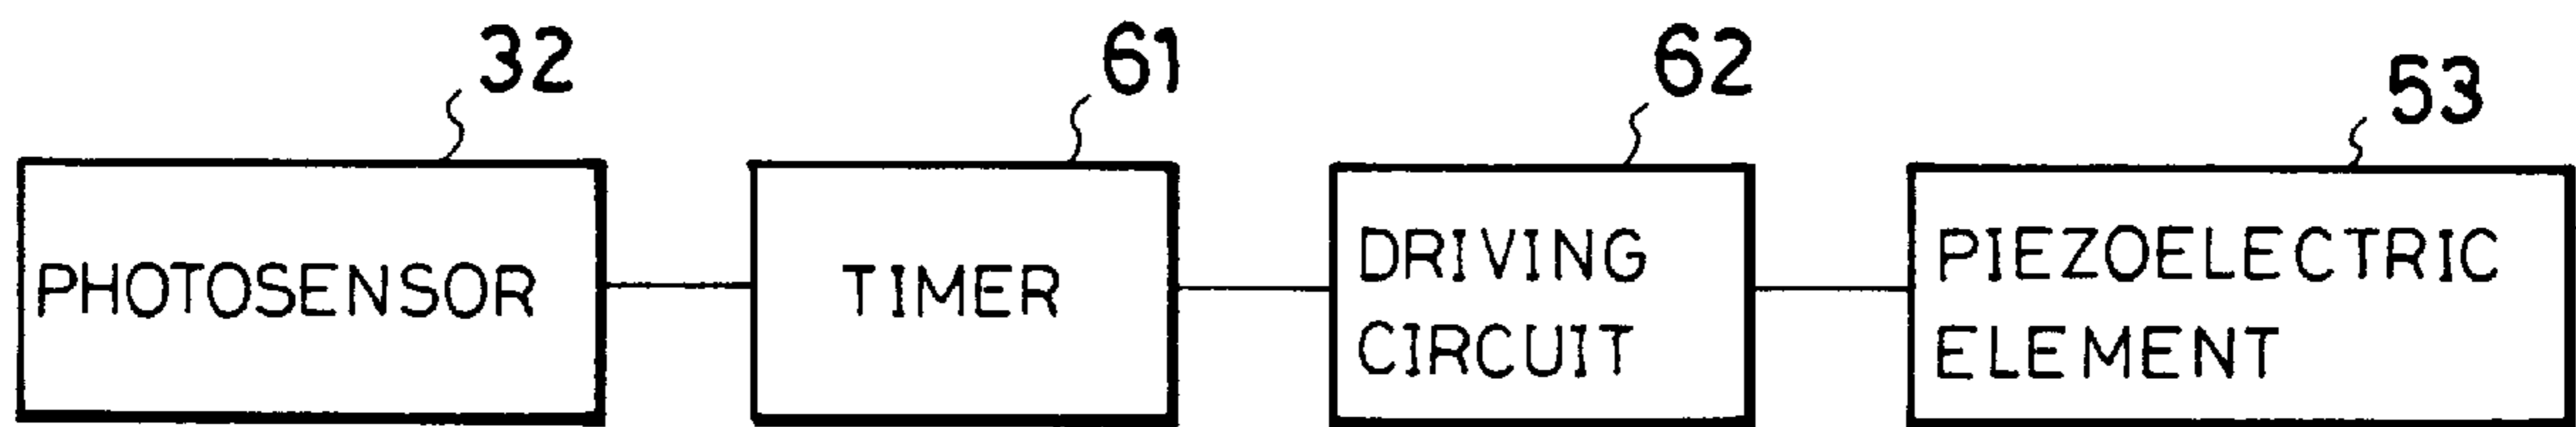 32
61
62
53
PHOTOSENSOR
TIMER
DRIVING
CIRCUIT
PIEZOELECTRIC
ELEMENT